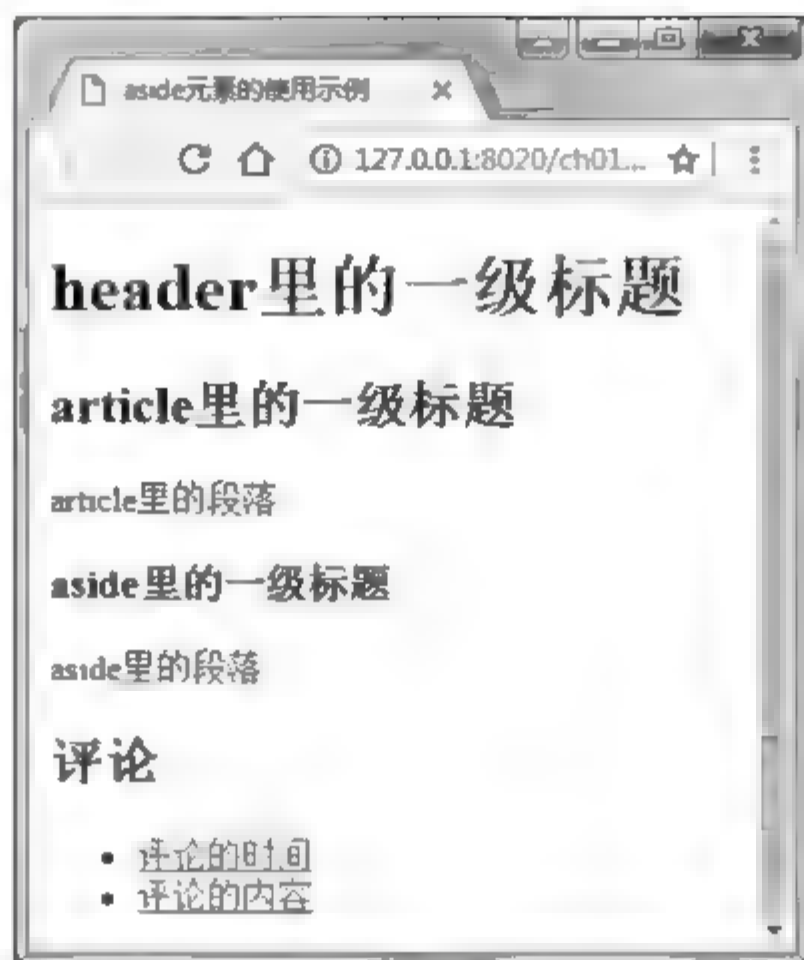 aside元素的使用示例
127.0.0.1:8020/ch01...
header里的一级标题
article里的一级标题
article里的段落
aside里的一级标题
aside里的段落
评论
评论的时间
评论的内容